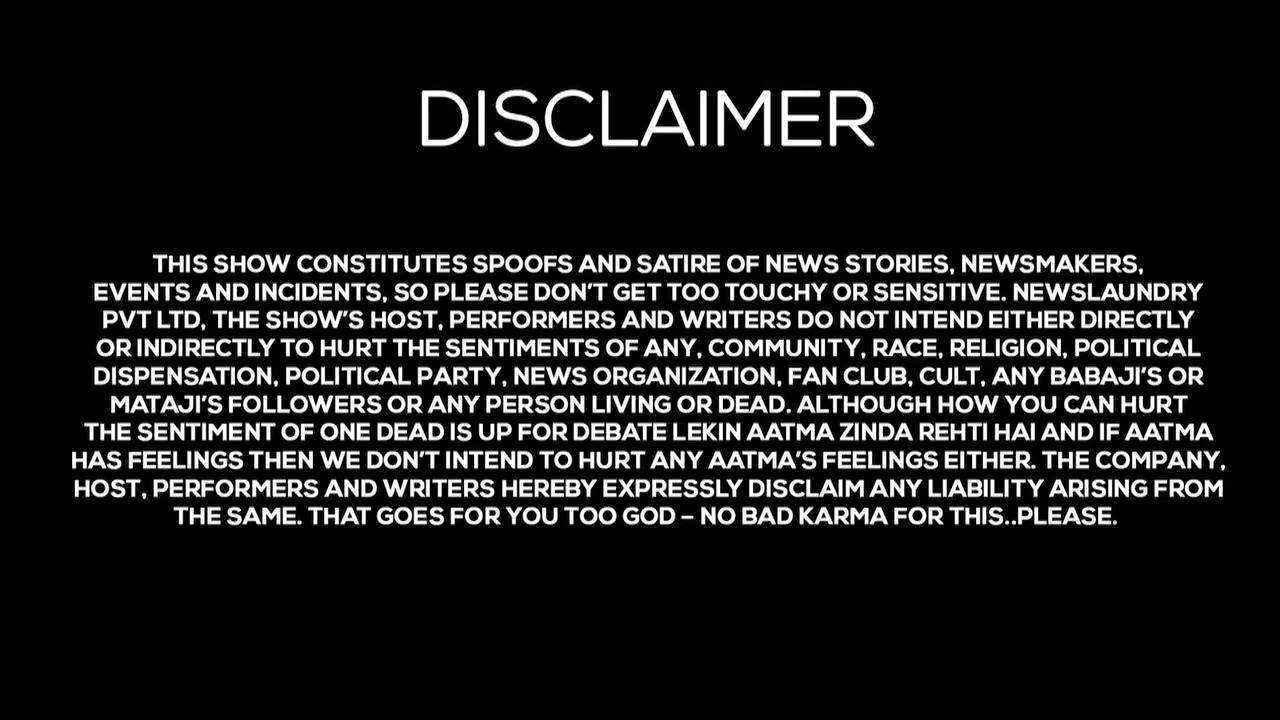 DISCLAIMER
THIS SHOW CONSTITUTES SPOOFS AND SATIRE OF NEWS STORIES, NEWSMAKERS,
EVENTS AND INCIDENTS, SO PLEASE DON'T GET TOO TOUCHY OR SENSITIVE. NEWSLAUNDRY
PVT LTD, THE SHOW'S HOST, PERFORMERS AND WRITERS DO NOT INTEND EITHER DIRECTLY
OR INDIRECTLY TO HURT THE SENTIMENTS OF ANY, COMMUNITY, RACE, RELIGION, POLITICAL
DISPENSATION, POLITICAL PARTY, NEWS ORGANIZATION, FAN CLUB, CULT, ANY BABAJI'S OR
MATAJI'S FOLLOWERS OR ANY PERSON LIVING OR DEAD. ALTHOUGH HOW YOU CAN HURT
THE SENTIMENT OF ONE DEAD IS UP FOR DEBATE LEKIN AATMA ZINDA REHTI HAI AND IF AATMA
HAS FEELINGS THEN WE DON'T INTEND TO HURT ANY AATMA'S FEELINGS EITHER. THE COMPANY,
HOST, PERFORMERS AND WRITERS HEREBY EXPRESSLY DISCLAIM ANY LIABILITY ARISING FROM
THE SAME. THAT GOES FOR YOU TOO GOD – NO BAD KARMA FOR THIS..PLEASE.